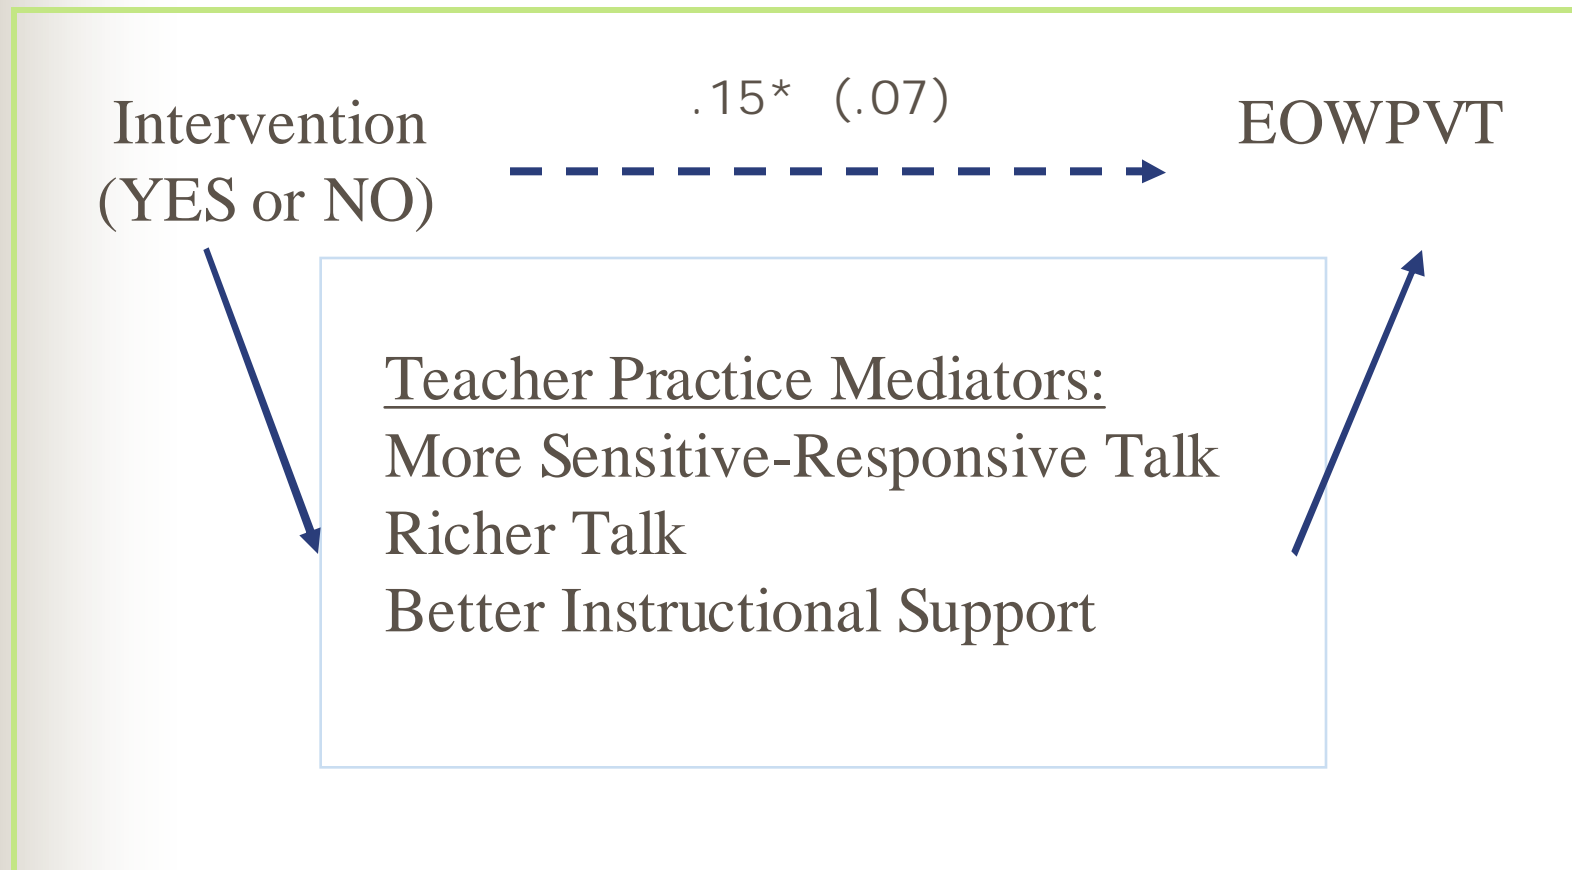 .15* (.07)
Intervention
(YES or NO)
EOWPVT
Teacher Practice Mediators:
More Sensitive-Responsive Talk
Richer Talk
Better Instructional Support